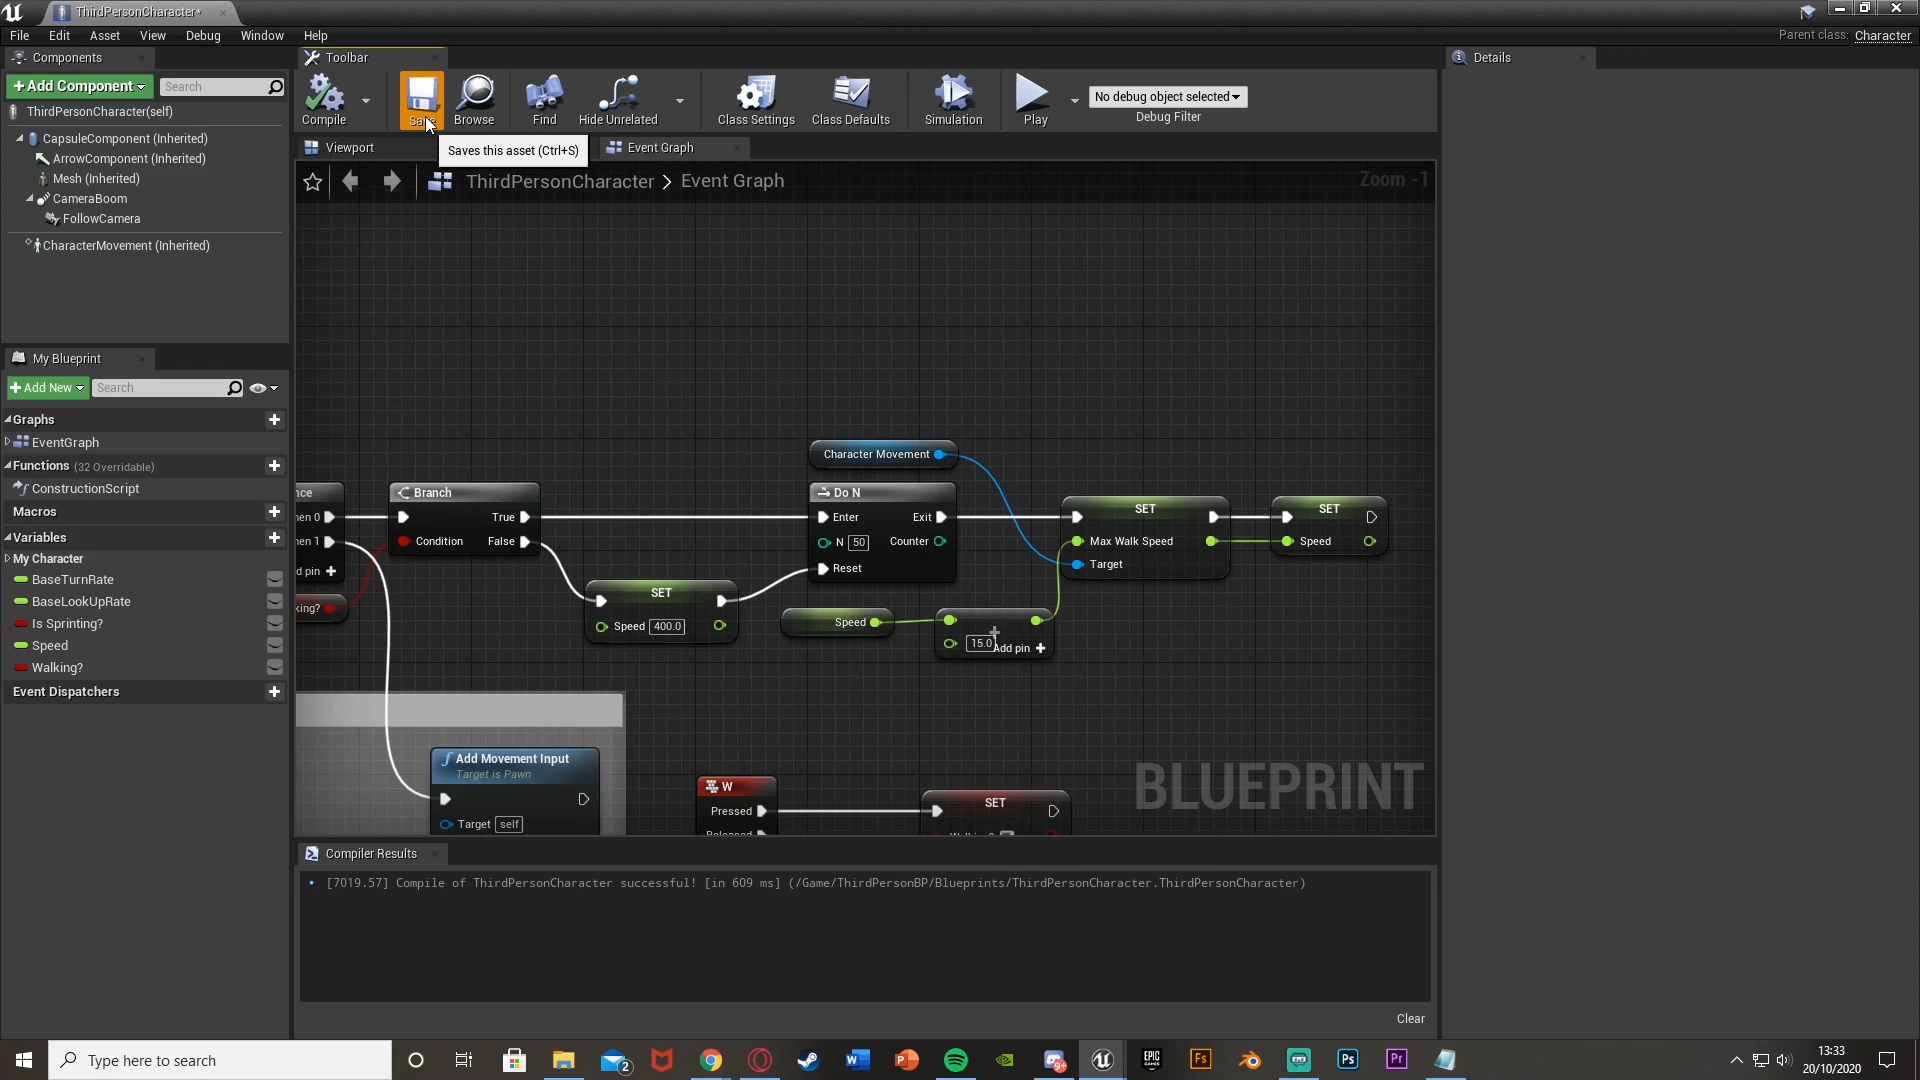 ThirdPersonCharacter*
File Edit Asset View Debug Window Help
Parent class: Character
Components
Toolbar
Details
+Add Component
Search
Compile
Save
Browse
Find
Hide Unrelated
Class Settings
Class Defaults
Simulation
Play
No debug object selected
Debug Filter
ThirdPersonCharacter(self)
CapsuleComponent (Inherited)
ArrowComponent (Inherited)
Mesh (Inherited)
CameraBoom
FollowCamera
CharacterMovement (Inherited)
Viewport
Saves this asset (Ctrl+S)
Event Graph
ThirdPersonCharacter > Event Graph
Zoom -1
My Blueprint
+Add New
Search
Graphs
EventGraph
Functions (32 Overridable)
ConstructionScript
Macros
Variables
My Character
BaseTurnRate
BaseLookUpRate
Is Sprinting?
Speed
Walking?
Event Dispatchers
Character Movement
nce
Branch
Do N
SET
SET
True
Enter
Exit
Condition
False
N 50
Counter
Max Walk Speed
Speed
Reset
Target
d pin +
king?
SET
Speed 400.0
Speed
15.0
Add pin +
Add Movement Input
Target is Pawn
Target self
W
Pressed
SET
BLUEPRINT
Compiler Results
[7019.57] Compile of ThirdPersonCharacter successful! [in 609 ms] (/Game/ThirdPersonBP/Blueprints/ThirdPersonCharacter.ThirdPersonCharacter)
Clear
Type here to search
13:33
20/10/2020